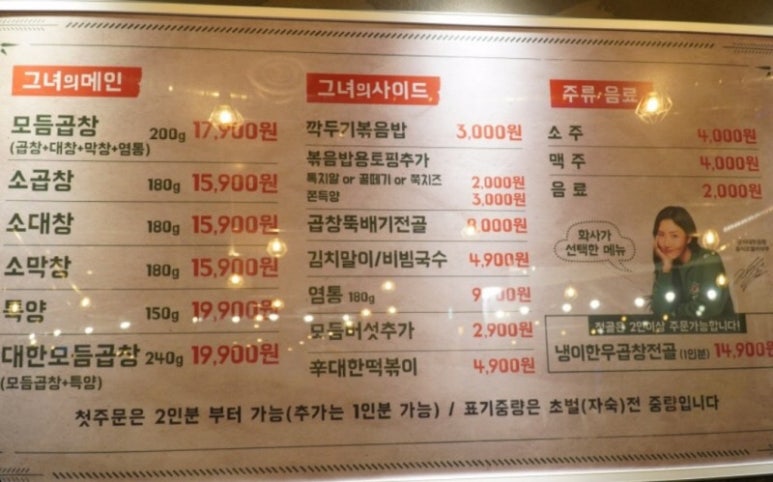 그녀의메인
모듬곱창 200g 17,900원
(곱창+대창+막창+염통)
소곱창 180g 15,900원
소대창 180g 15,900원
소막창 180g 15,900원
특양 150g 19,900원
대한모듬곱창 240g 19,900원
(모듬곱창+특양)
그녀의사이드
깍두기볶음밥 3,000원
볶음밥용토핑추가
톡치알 or 꼴떼기 or 쭉치즈 2,000원
쫀득양 3,000원
곱창뚝배기전골
김치말이/비빔국수 4,900원
염통 180g
모듬버섯추가 2,900원
辛대한떡볶이 4,900원
주류/음료
소주 4,000원
맥주 4,000원
음료 2,000원
화사가
선택한 메뉴
전골은 2인이상 주문가능합니다!
냉이한우곱창전골 (1인분) 14,900원
첫주문은 2인분 부터 가능(추가는 1인분 가능) / 표기중량은 초벌(자숙)전 중량입니다